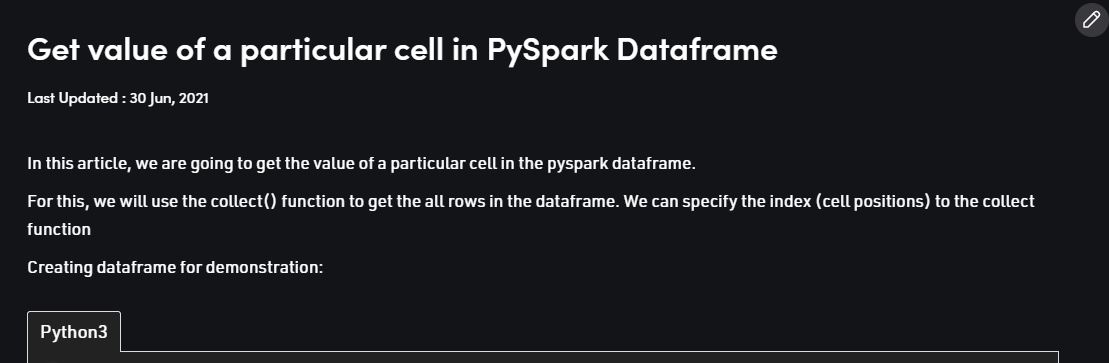 Get value of a particular cell in PySpark Dataframe
Last Updated : 30 Jun, 2021
In this article, we are going to get the value of a particular cell in the pyspark dataframe.
For this, we will use the collect() function to get the all rows in the dataframe. We can specify the index (cell positions) to the collect
function
Creating dataframe for demonstration:
Python3